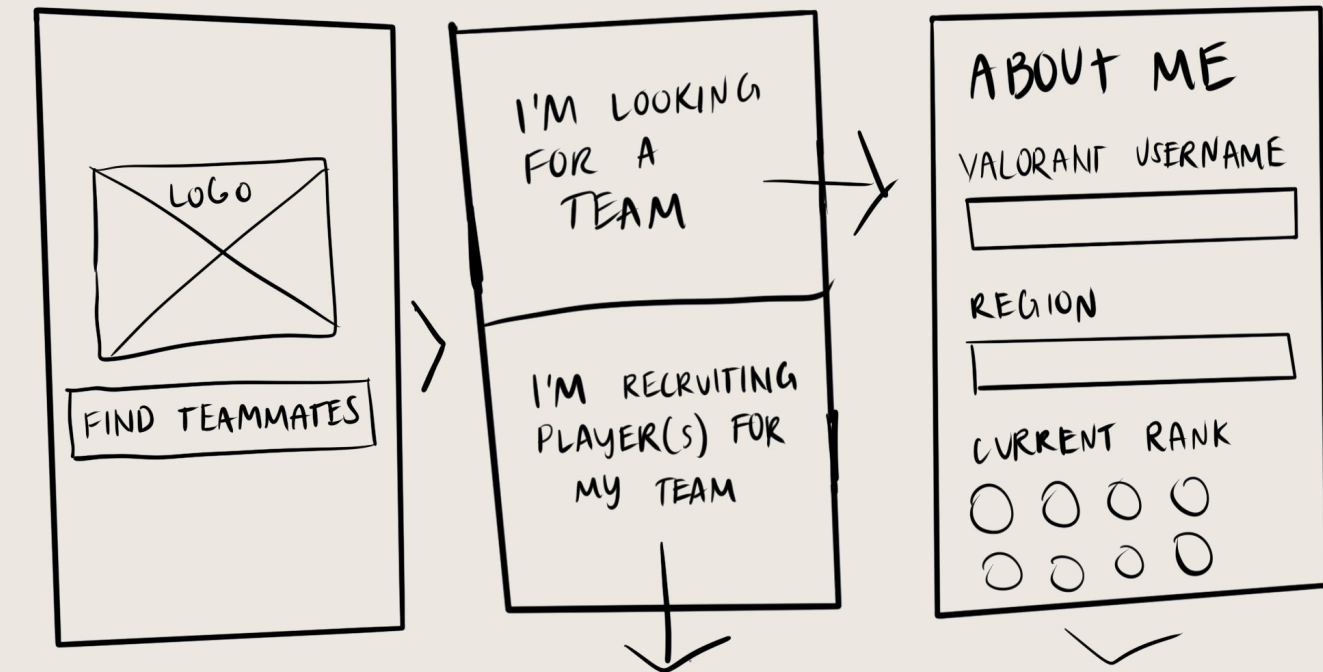 LOGO
FIND TEAMMATES
I'M LOOKING
FOR A
TEAM
I'M RECRUITING
PLAYER(S) FOR
MY TEAM
ABOUT ME
VALORANT USERNAME
REGION
CURRENT RANK